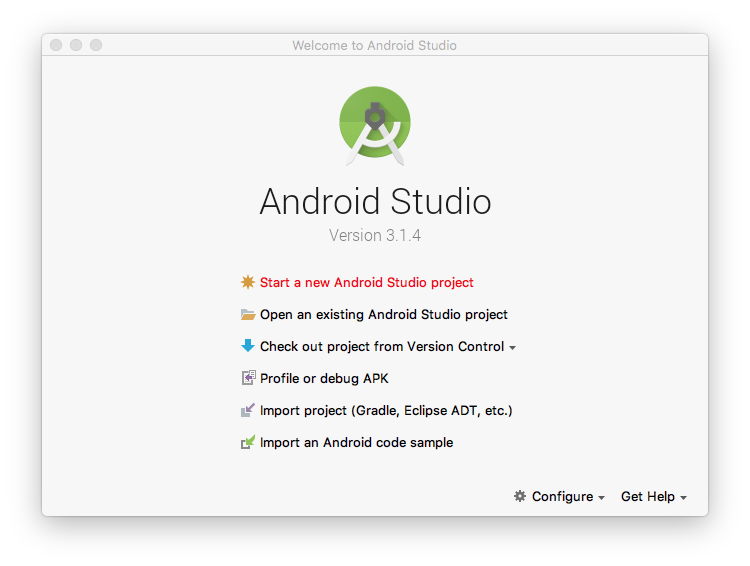 Welcome to Android Studio
Android Studio
Version 3.1.4
Start a new Android Studio project
Open an existing Android Studio project
Check out project from Version Control
Profile or debug APK
Import project (Gradle, Eclipse ADT, etc.)
Import an Android code sample
Configure Get Help